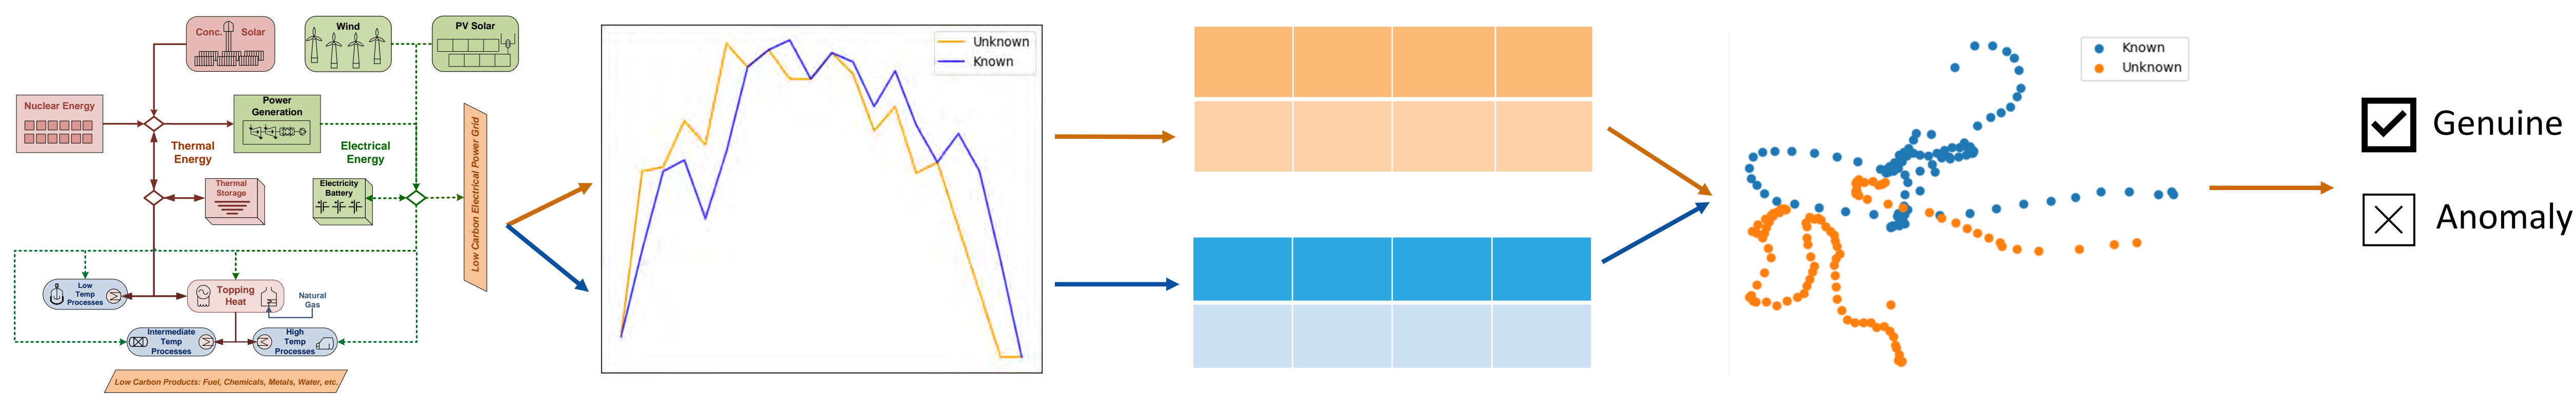 Conc. Solar
Wind
PV Solar
Nuclear Energy
Power
Generation
Thermal
Energy
Electrical
Energy
Thermal
Storage
Electricity
Battery
Low Carbon Electrical Power Grid
Low
Temp
Processes
Topping
Heat
Natural
Gas
Intermediate
Temp
Processes
High
Temp
Processes
Low Carbon Products: Fuel, Chemicals, Metals, Water, etc.
Unknown
Known
Known
Unknown
Genuine
Anomaly